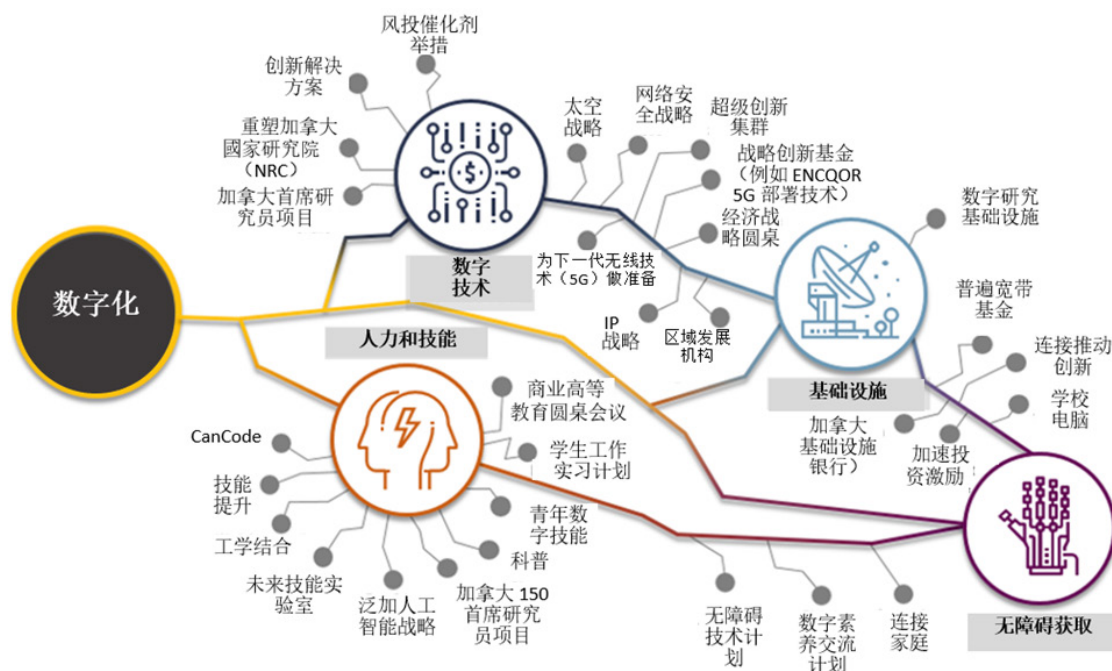 风投催化剂
举措
创新解决
方案
重塑加拿大
國家研究院
（NRC）
加拿大首席研
究员项目
太空
战略
网络安
全战略
超级创新
集群
战略创新基金
（例如 ENCQOR
5G 部署技术）
经济战
略圆桌
数字研究
基础设施
数字
技术
为下一代无线技
术（5G）做准备
IP
战略
区域发展
机构
普遍宽带
基金
连接推动
创新
学校
电脑
数字化
人力和技能
基础设施
加拿大
基础设施
银行）
加速投
资激励
商业高等
教育圆桌会议
CanCode
学生工作
实习计划
技能
提升
青年数
字技能
工学结合
科普
未来技能实
验室
泛加人工
智能战略
加拿大 150
首席研究
员项目
无障碍
技术计
划
数字素
养交流
计划
连接
家庭
无障碍获取